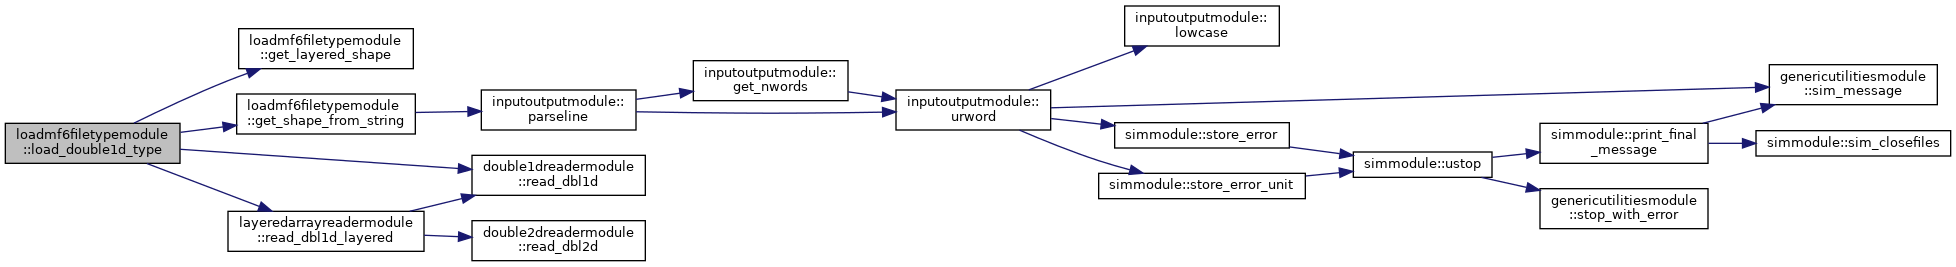 loadmf6filetypemodule
::load_double1d_type
loadmf6filetypemodule
::get_layered_shape
loadmf6filetypemodule
::get_shape_from_string
layeredarrayreadermodule
::read_dbl1d_layered
inputoutputmodule::
parseline
double1dreadermodule
::read_dbl1d
double2dreadermodule
::read_dbl2d
inputoutputmodule::
get_nwords
inputoutputmodule::
urword
inputoutputmodule::
lowcase
simmodule::store_error
simmodule::store_error_unit
simmodule::ustop
simmodule::print_final
_message
genericutilitiesmodule
::stop_with_error
genericutilitiesmodule
::sim_message
simmodule::sim_closefiles